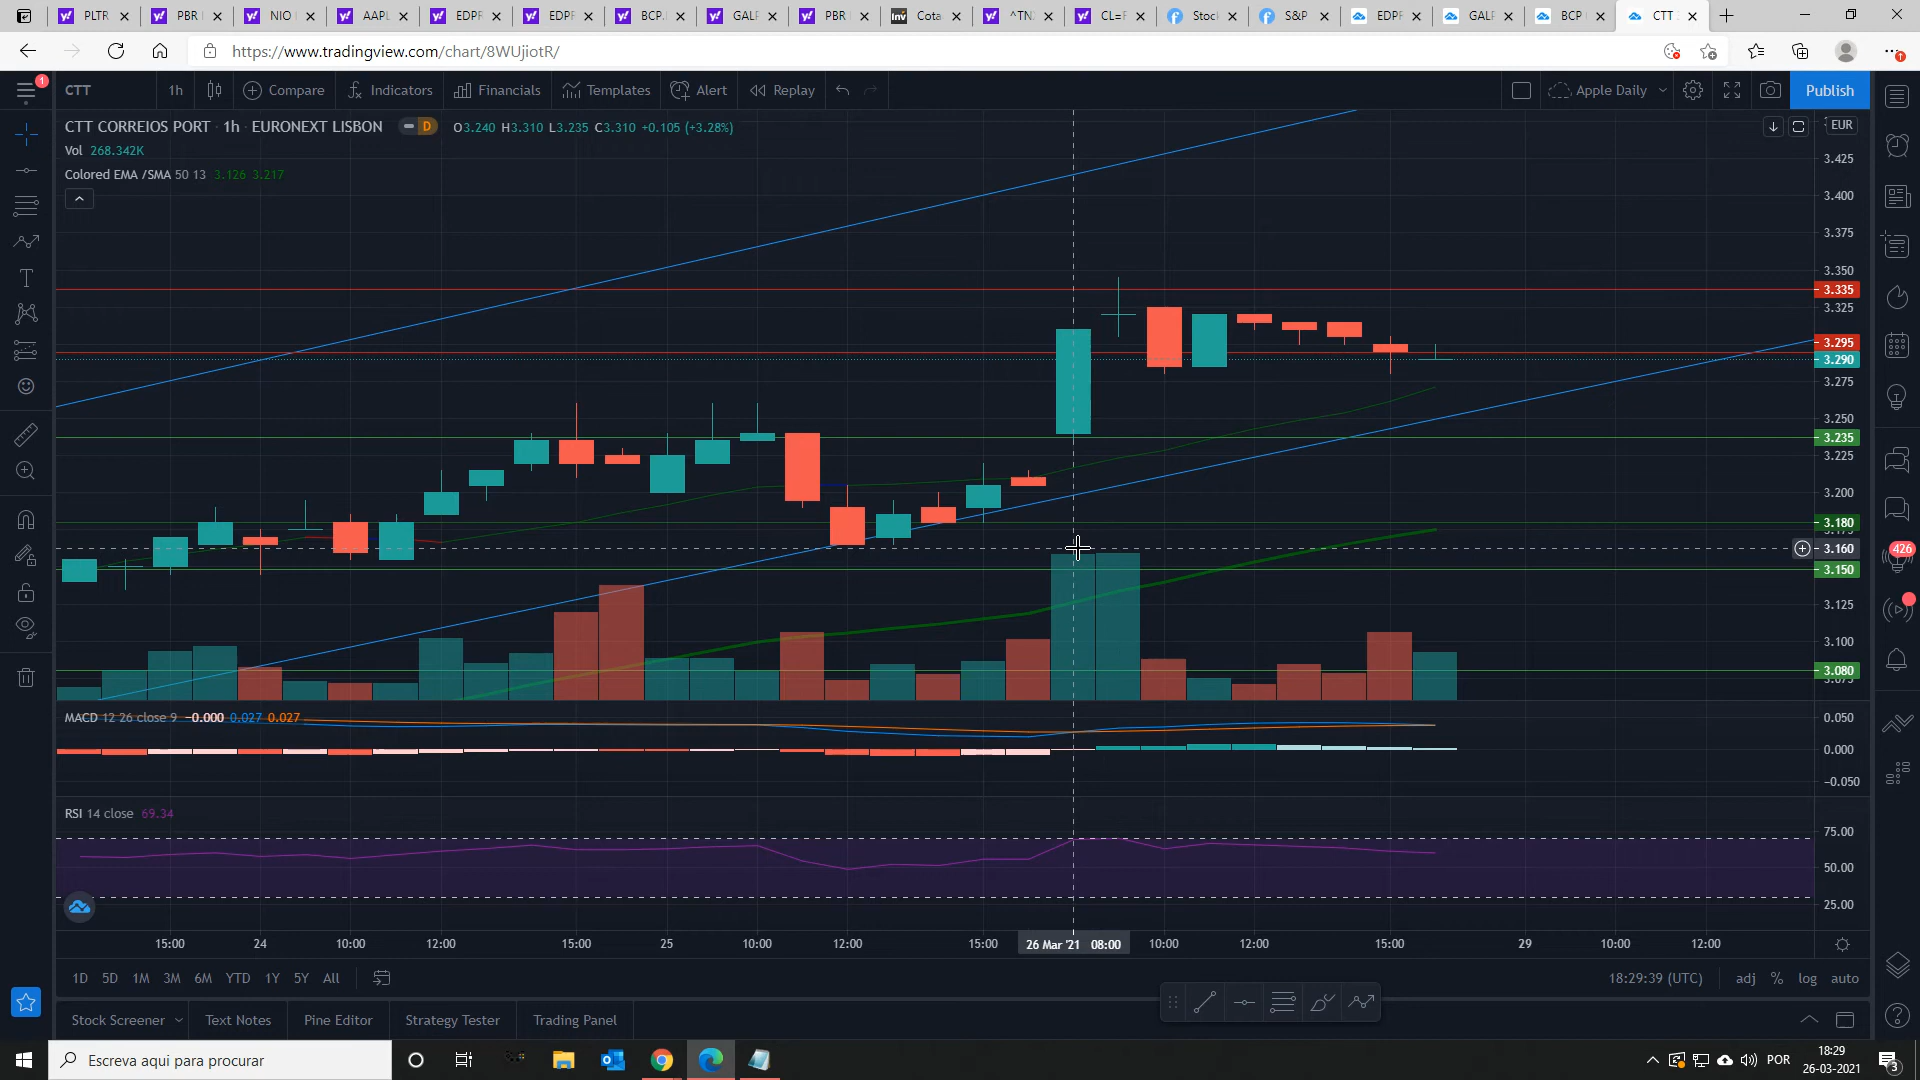 PLTR
PBR
NIO
AAPL
EDPF
EDPF
BCP.
GALP
PBR
Inv Cota
^TN
CL=F
Stoc
S&P
EDPF
GALP
BCP
CTT
https://www.tradingview.com/chart/8WUjiotR/
1
CTT 1h Compare Indicators Financials Templates Alert Replay Apple Daily Publish
CTT CORREIOS PORT · 1h · EURONEXT LISBON D O3.240 H3.310 L3.235 C3.310 +0.105 (+3.28%) EUR
Vol 268.342K
Colored EMA /SMA 50 13 3.126 3.217
3.425
3.400
3.375
3.350
3.335
3.325
3.295
3.290
3.275
3.250
3.235
3.225
3.200
3.180
3.160
3.150
3.125
3.100
3.080
426
MACD 12 26 close 9 −0.000 0.027 0.027
0.050
0.000
−0.050
RSI 14 close 69.34
75.00
50.00
25.00
15:00 24 10:00 12:00 15:00 25 10:00 12:00 15:00 26 Mar '21 08:00 10:00 12:00 15:00 29 10:00 12:00
1D 5D 1M 3M 6M YTD 1Y 5Y All 18:29:39 (UTC) adj % log auto
Stock Screener Text Notes Pine Editor Strategy Tester Trading Panel
Escreva aqui para procurar
POR
18:29
26-03-2021
3